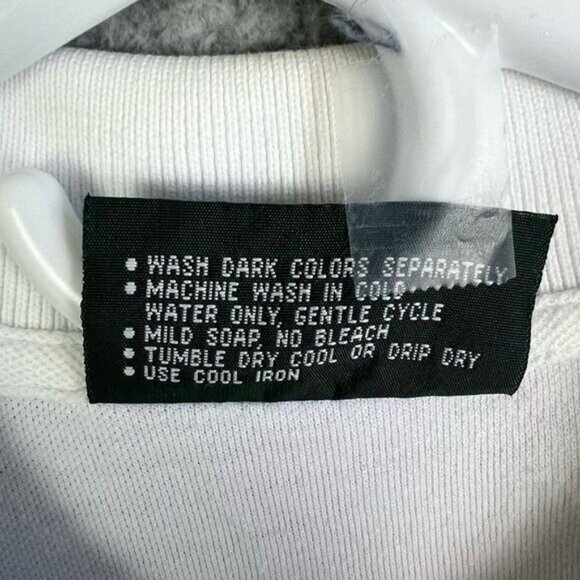 • WASH DARK COLORS SEPARATELY
• MACHINE WASH IN COLD
WATER ONLY, GENTLE CYCLE
• MILD SOAP, NO BLEACH
• TUMBLE DRY COOL OR DRIP DRY
• USE COOL IRON